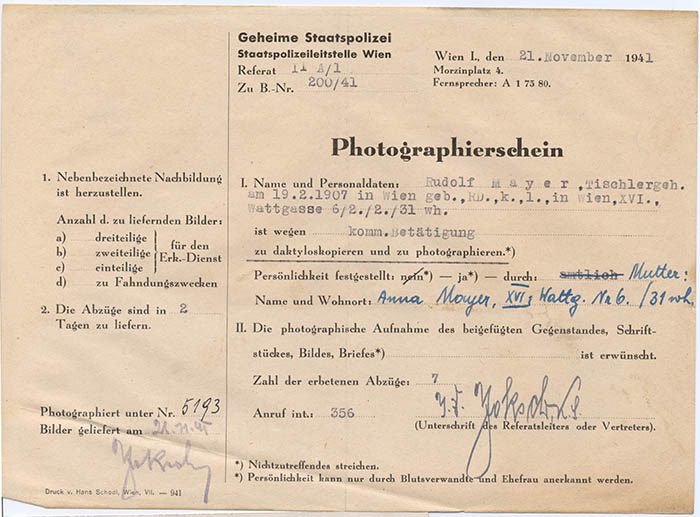 Geheime Staatspolizei
Staatspolizeileitstelle Wien
Referat II A/1
Zu B.-Nr. 200/41
Wien I., den 21.November 1941
Morzinplatz 4.
Fernsprecher: A 1 75 80.
Photographierschein
1. Nebenbezeichnete Nachbildung
ist herzustellen.
Anzahl d. zu liefernden Bilder:
a) dreiteilige
b) zweiteilige
c) einteilige
für den
Erk.-Dienst
d) zu Fahndungszwecken
2. Die Abzüge sind in 2
Tagen zu liefern.
Photographiert unter Nr. 5193
Bilder geliefert am
Druck v. Hans Schodl, Wien, VII. — 941
I. Name und Personaldaten: Rudolf Mayer,Tischlergeh.
am 19.2.1907 in Wien geb.,RD.,k.,l.,in Wien,XVI.,
Wattgasse 6/2./2./31 wh.
ist wegen komm.Betätigung
zu daktyloskopieren und zu photographieren.*)
Persönlichkeit festgestellt: nein*) — ja*) — durch: amtlich Mutter:
Name und Wohnort: Anna Mayer, XVI; Wattg. Nr 6. /31 wh.
II. Die photographische Aufnahme des beigefügten Gegenstandes, Schrift-
stückes, Bildes, Briefes*) ist erwünscht.
Zahl der erbetenen Abzüge: 7
Anruf int.: 356
(Unterschrift des Referatsleiters oder Vertreters).
*) Nichtzutreffendes streichen.
*) Persönlichkeit kann nur durch Blutsverwandte und Ehefrau anerkannt werden.